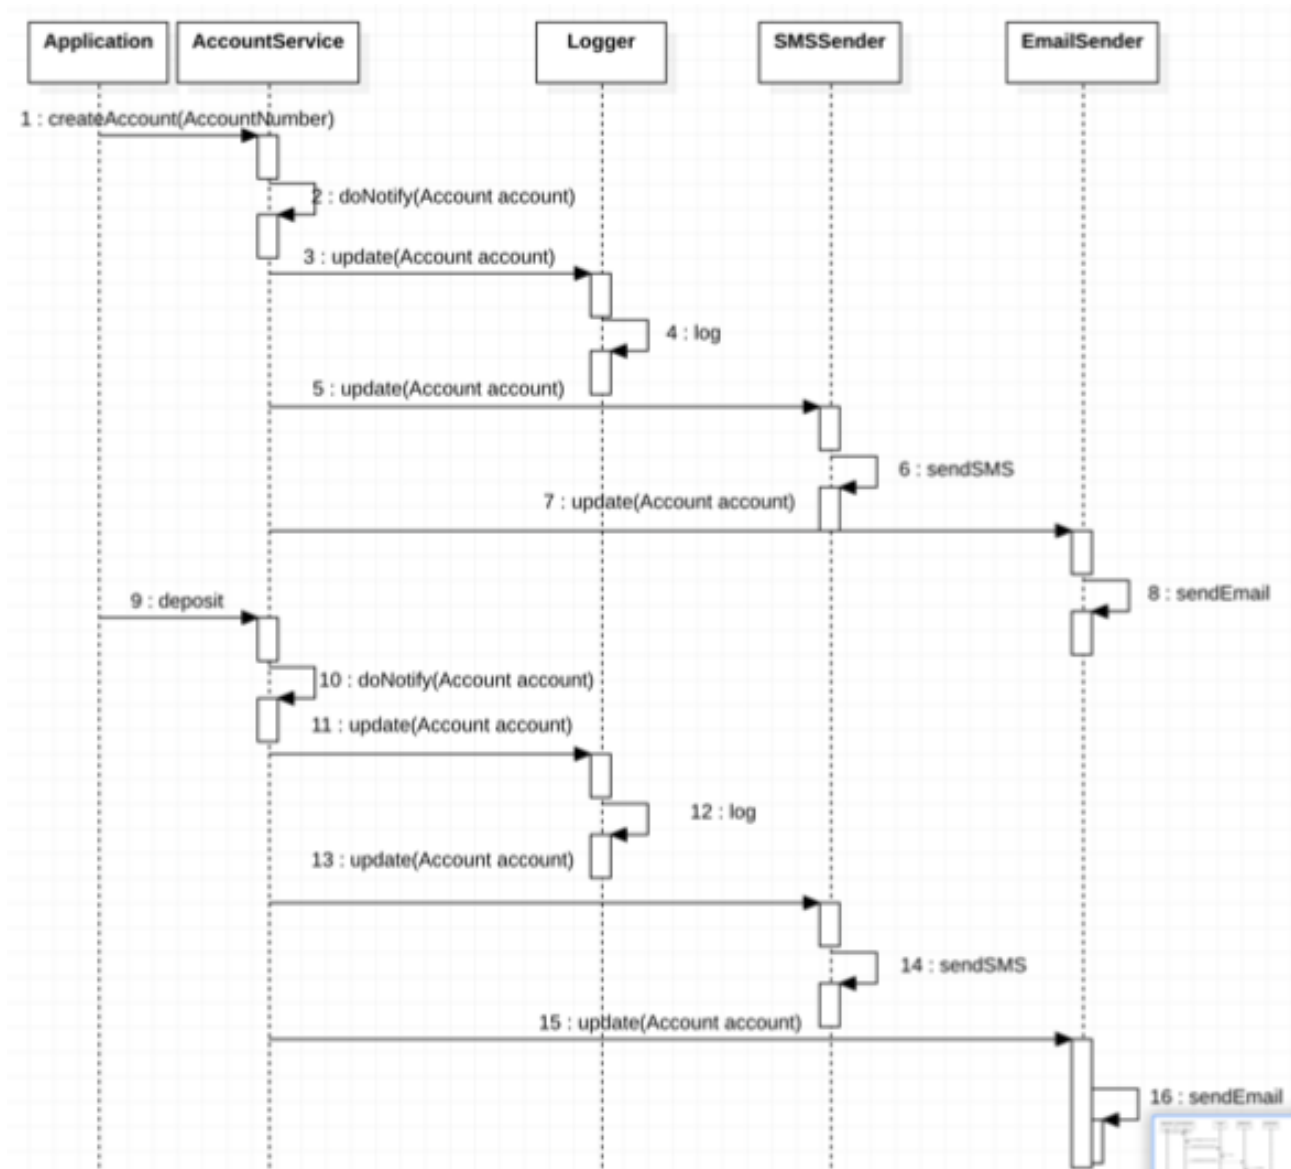 Application
AccountService
Logger
SMSSender
EmailSender
1 : createAccount(AccountNumber)
2 : doNotify(Account account)
3 : update(Account account)
4 : log
5 : update(Account account)
6 : sendSMS
7 : update(Account account)
8 : sendEmail
9 : deposit
10 : doNotify(Account account)
11 : update(Account account)
12 : log
13 : update(Account account)
14 : sendSMS
15 : update(Account account)
16 : sendEmail